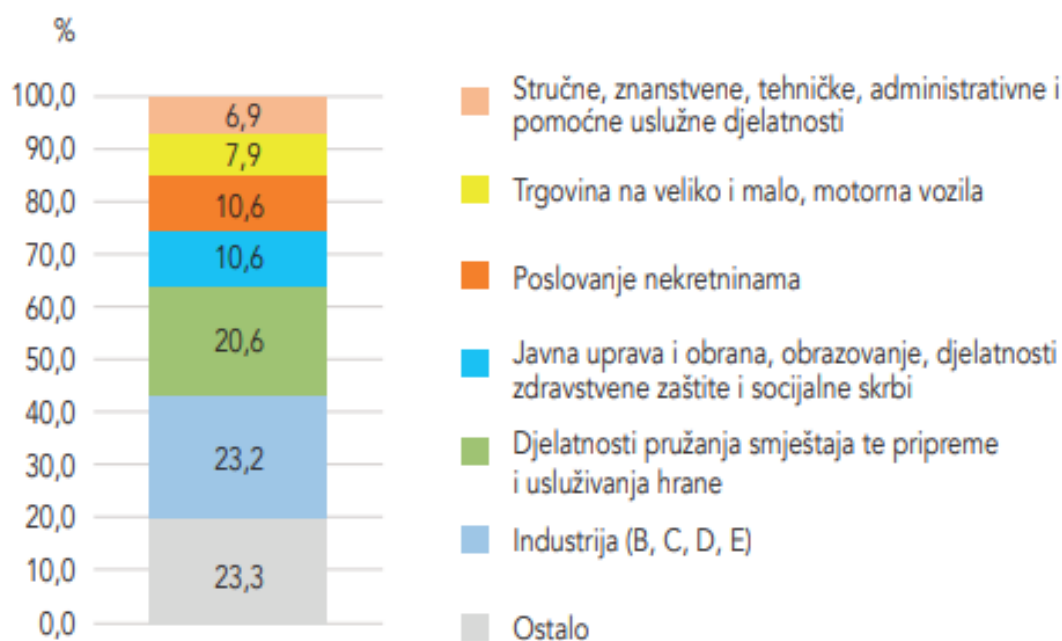 %
100,0
90,0
80,0
70,0
60,0
50,0
40,0
30,0
20,0
10,0
0,0
6,9
7,9
10,6
10,6
20,6
23,2
23,3
Stručne, znanstvene, tehničke, administrativne i
pomoćne uslužne djelatnosti
Trgovina na veliko i malo, motorna vozila
Poslovanje nekretninama
Javna uprava i obrana, obrazovanje, djelatnosti
zdravstvene zaštite i socijalne skrbi
Djelatnosti pružanja smještaja te pripreme
i usluživanja hrane
Industrija (B, C, D, E)
Ostalo